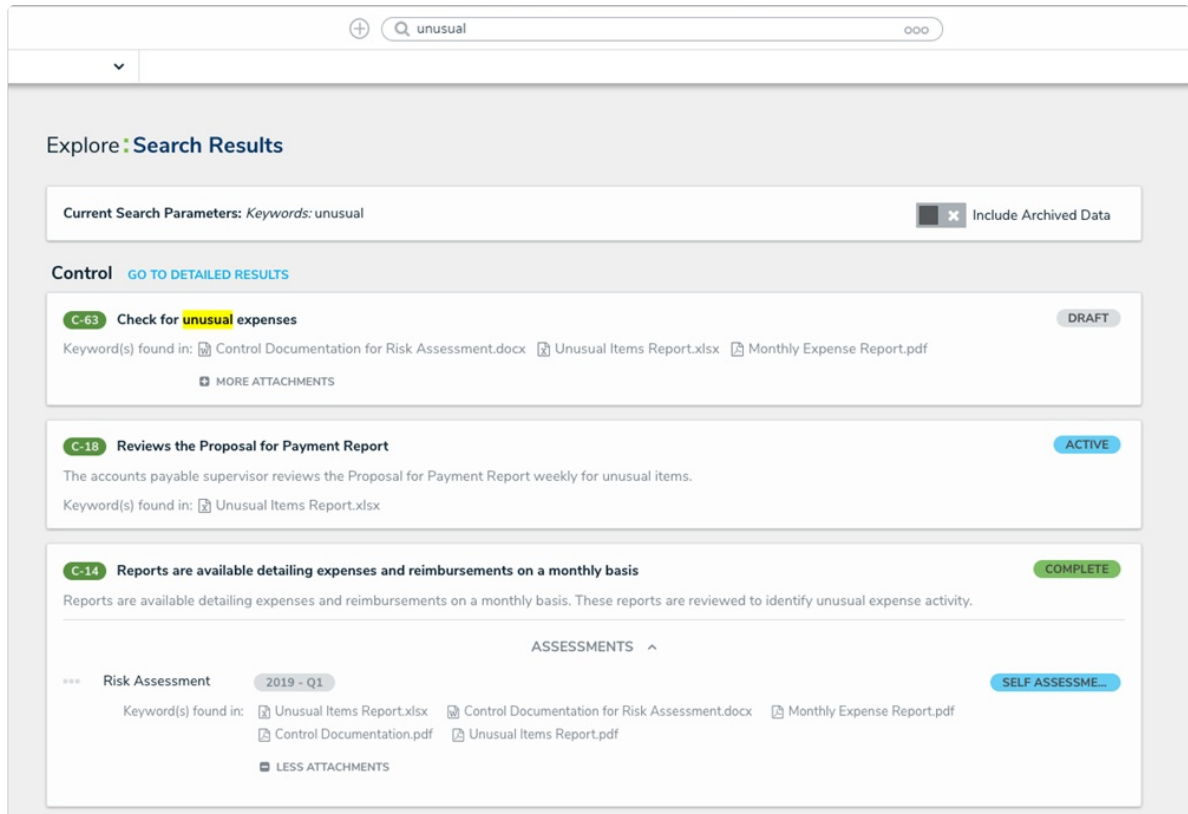 unusual
Explore:Search Results
Current Search Parameters: Keywords: unusual
Include Archived Data
Control GO TO DETAILED RESULTS
C-63 Check for unusual expenses DRAFT
Keyword(s) found in: Control Documentation for Risk Assessment.docx Unusual Items Report.xlsx Monthly Expense Report.pdf
MORE ATTACHMENTS
C-18 Reviews the Proposal for Payment Report ACTIVE
The accounts payable supervisor reviews the Proposal for Payment Report weekly for unusual items.
Keyword(s) found in: Unusual Items Report.xlsx
C-14 Reports are available detailing expenses and reimbursements on a monthly basis COMPLETE
Reports are available detailing expenses and reimbursements on a monthly basis. These reports are reviewed to identify unusual expense activity.
ASSESSMENTS
Risk Assessment 2019 - Q1 SELF ASSESSME...
Keyword(s) found in: Unusual Items Report.xlsx Control Documentation for Risk Assessment.docx Monthly Expense Report.pdf
Control Documentation.pdf Unusual Items Report.pdf
LESS ATTACHMENTS